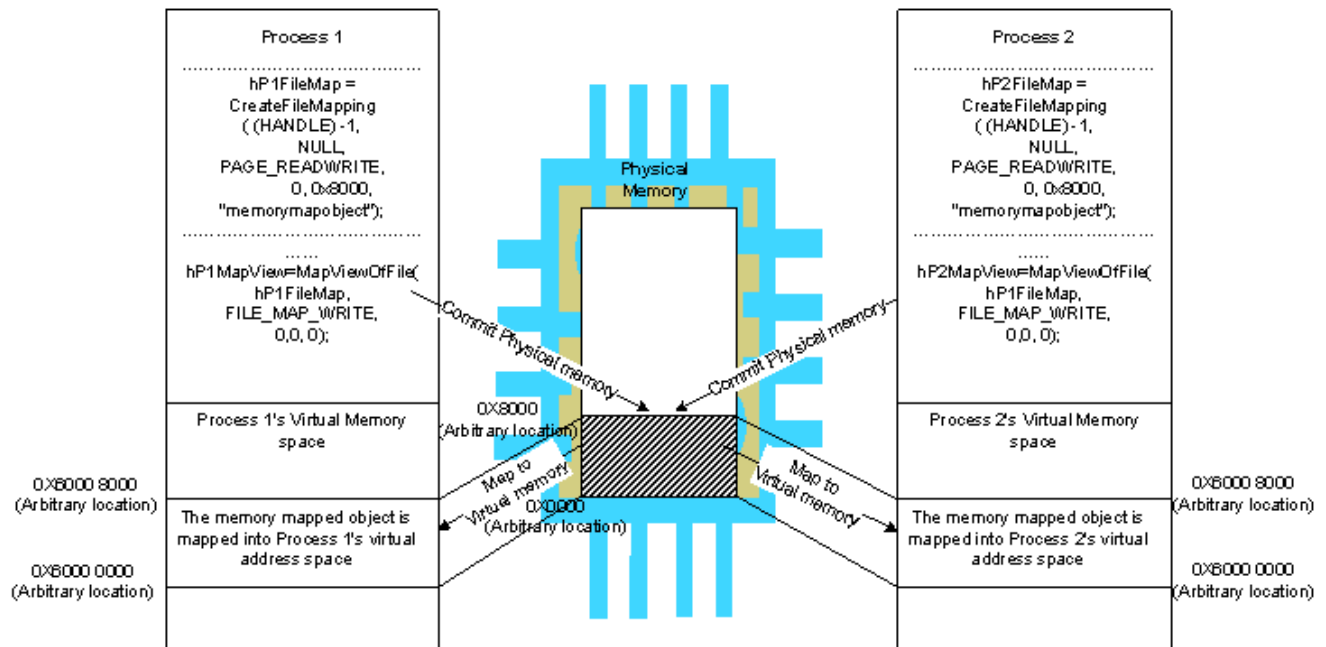 Process 1
hP1FileMap =
CreateFileMapping
( (HANDLE) -1,
NULL,
PAGE_READWRITE,
0, 0x8000,
"memorymapobject");
......
hP1MapView=MapViewOfFile(
hP1FileMap,
FILE_MAP_WRITE,
0,0, 0);
Process 1's Virtual Memory
space
The memory mapped object is
mapped into Process 1's virtual
address space
0X6000 8000
(Arbitrary location)
0X6000 0000
(Arbitrary location)
Physical
Memory
Commit Physical memory
Commit Physical memory
0X8000
(Arbitrary location)
Map to
Virtual memory
0X0000
(Arbitrary location)
Map to
Virtual memory
Process 2
hP2FileMap =
CreateFileMapping
( (HANDLE) -1,
NULL,
PAGE_READWRITE,
0, 0x8000,
"memorymapobject");
......
hP2MapView=MapViewOfFile(
hP1FileMap,
FILE_MAP_WRITE,
0,0, 0);
Process 2's Virtual Memory
space
The memory mapped object is
mapped into Process 2's virtual
address space
0X6000 8000
(Arbitrary location)
0X6000 0000
(Arbitrary location)